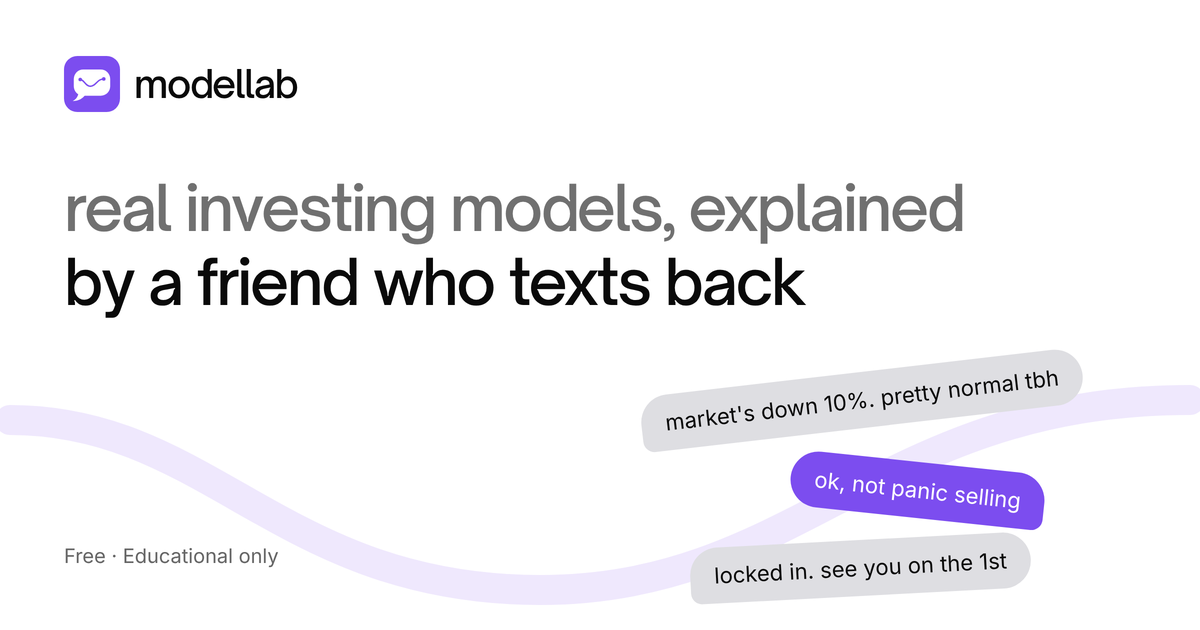 modellab
real investing models, explained
by a friend who texts back
market's down 10%. pretty normal tbh
ok, not panic selling
locked in. see you on the 1st
Free · Educational only